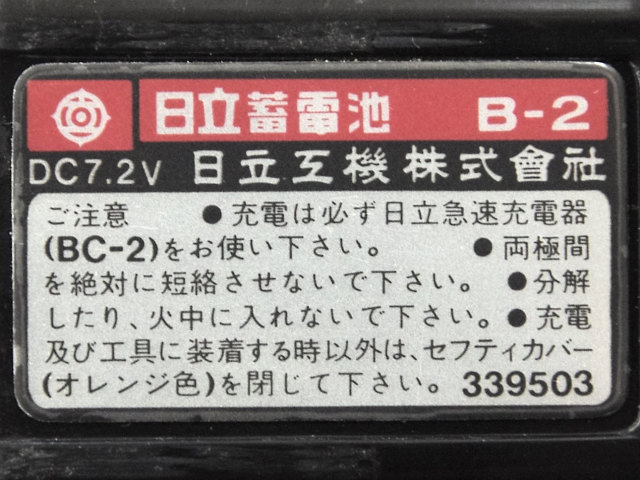 日立蓄電池 B-2
DC7.2V 日立工機株式會社
ご注意 ●充電は必ず日立急速充電器
(BC-2)をお使い下さい。 ●両極間
を絶対に短絡させないで下さい。●分解
したり、火中に入れないで下さい。●充電
及び工具に装着する時以外は、セフティカバー
(オレンジ色)を閉じて下さい。339503